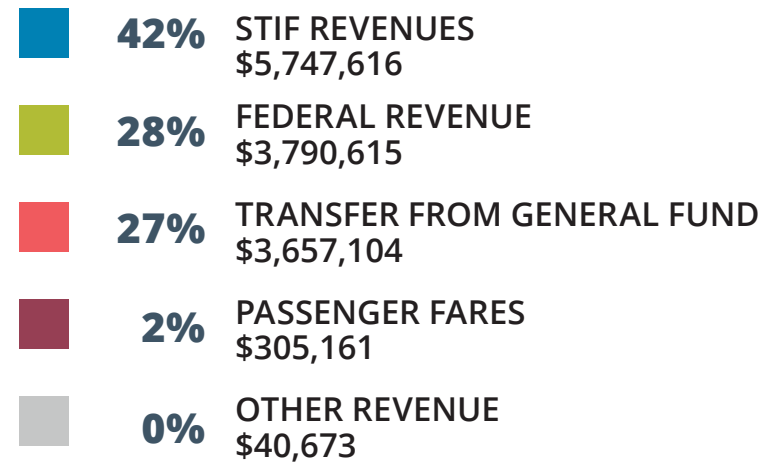 42% STIF REVENUES
$5,747,616
28% FEDERAL REVENUE
$3,790,615
27% TRANSFER FROM GENERAL FUND
$3,657,104
2% PASSENGER FARES
$305,161
0% OTHER REVENUE
$40,673